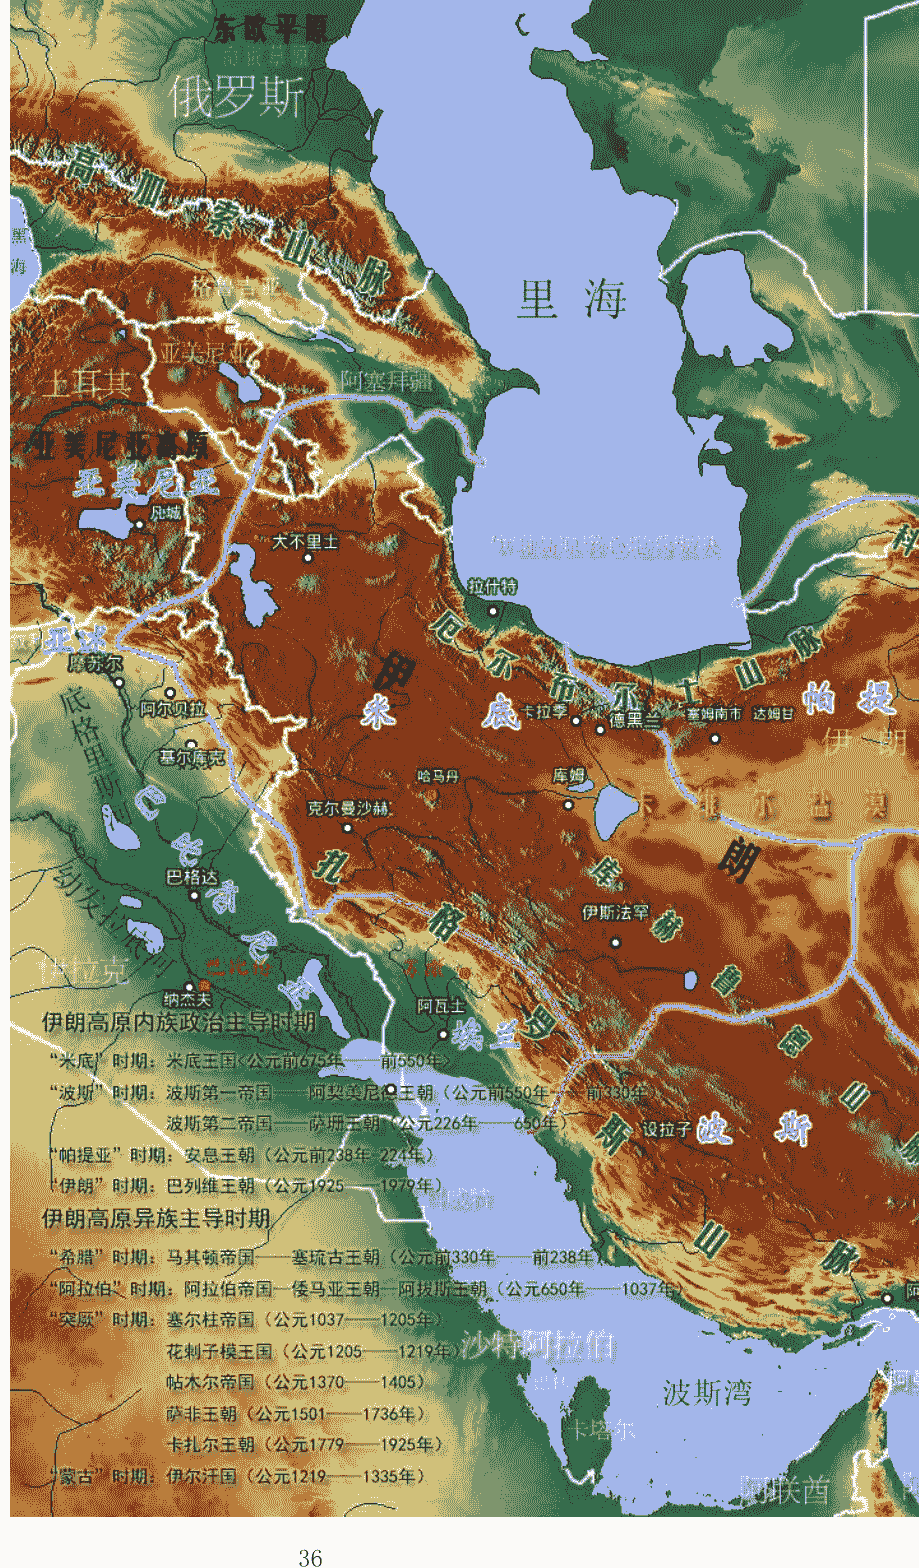 东欧平原
俄罗斯
高加索山脉
黑海
格鲁吉亚
里海
亚美尼亚
土耳其
阿塞拜疆
亚美尼亚高原
亚美尼亚
凡城
大不里士
拉什特
科
亚述
摩苏尔
厄尔布尔士山脉
伊朗
阿尔贝拉
米底
卡拉季
德黑兰
塞姆南市
达姆甘
帕提
底格里斯
基尔库克
伊朗
哈马丹
库姆
卡维尔盐漠
克尔曼沙赫
巴比伦尼亚
扎格罗斯山脉
库赫鲁德山脉
巴格达
幼发拉底河
伊斯法罕
伊拉克
巴比伦
纳杰夫
阿瓦士
埃兰
伊朗高原内族政治主导时期
“米底”时期：米底王国（公元前675年——前550年）
“波斯”时期：波斯第一帝国——阿契美尼德王朝（公元前550年——前330年）
波斯第二帝国——萨珊王朝（公元226年——650年）
设拉子
波斯
“帕提亚”时期：安息王朝（公元前238年-224年）
“伊朗”时期：巴列维王朝（公元1925——1979年）
伊朗高原异族主导时期
“希腊”时期：马其顿帝国——塞琉古王朝（公元前330年——前238年）
“阿拉伯”时期：阿拉伯帝国—倭马亚王朝—阿拔斯王朝（公元650年——1037年）
“突厥”时期：塞尔柱帝国（公元1037——1205年）
花剌子模王国（公元1205——1219年）
沙特阿拉伯
帖木尔帝国（公元1370——1405）
波斯湾
萨非王朝（公元1501——1736年）
卡塔尔
卡扎尔王朝（公元1779——1925年）
“蒙古”时期：伊尔汗国（公元1219——1335年）
阿联酋
36